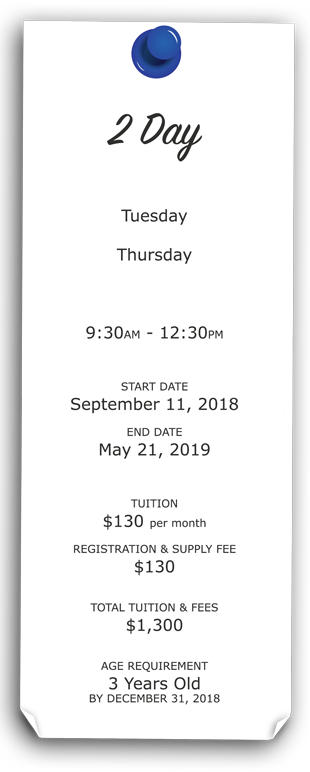 2 Day
Tuesday
Thursday
9:30AM - 12:30PM
START DATE
September 11, 2018
END DATE
May 21, 2019
TUITION
$130 per month
REGISTRATION & SUPPLY FEE
$130
TOTAL TUITION & FEES
$1,300
AGE REQUIREMENT
3 Years Old
BY DECEMBER 31, 2018